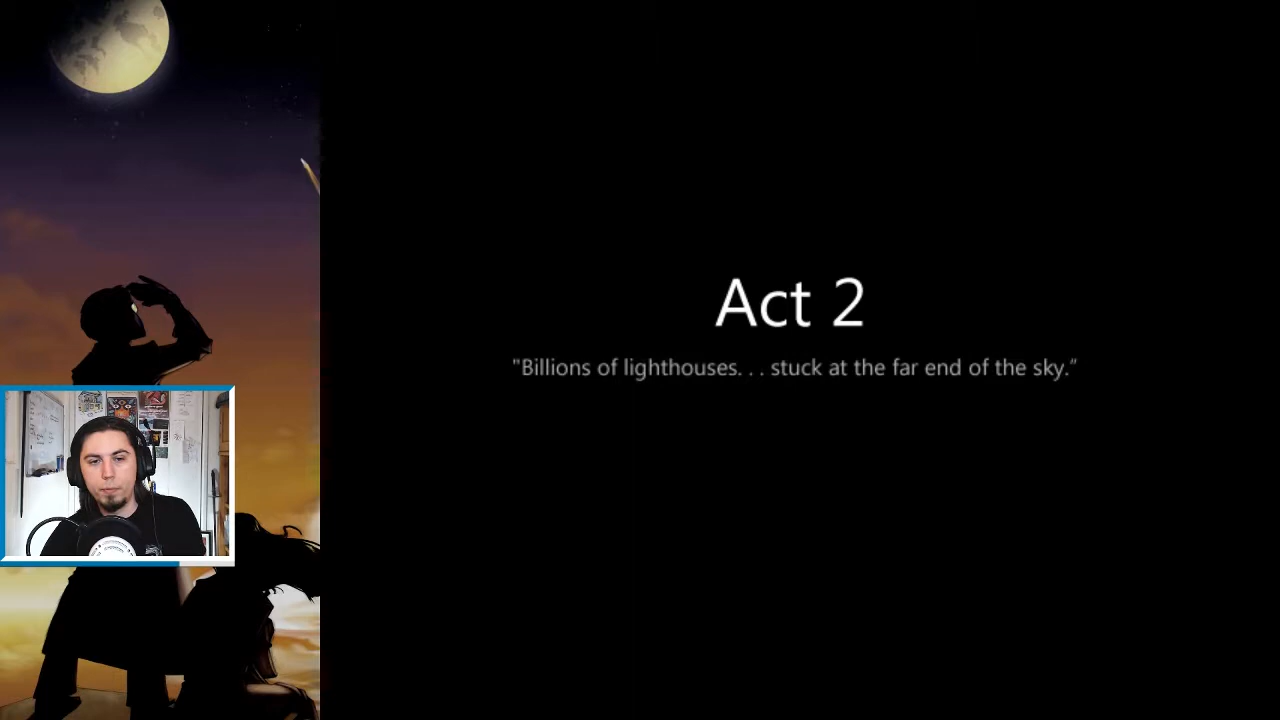 Act 2
"Billions of lighthouses. . . stuck at the far end of the sky.”